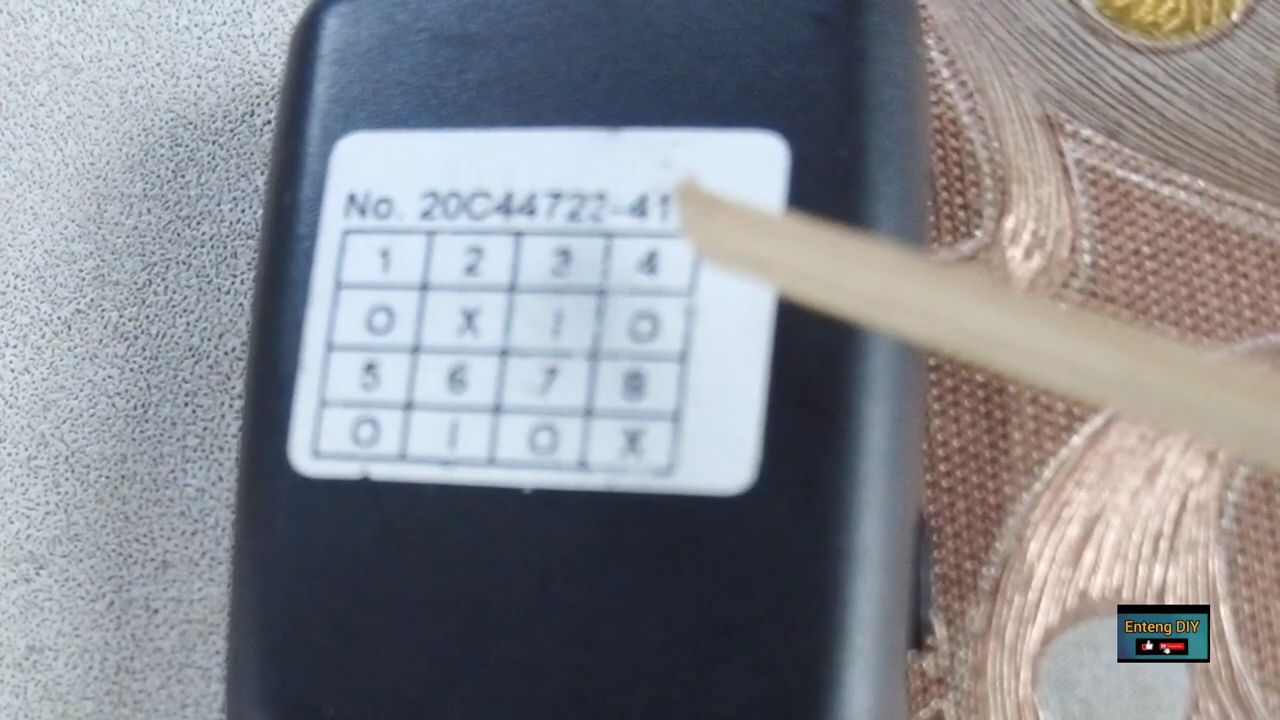 No. 20C44722-41
1 2 3 4
O X I O
5 6 7 8
O I O X
Enteng DIY